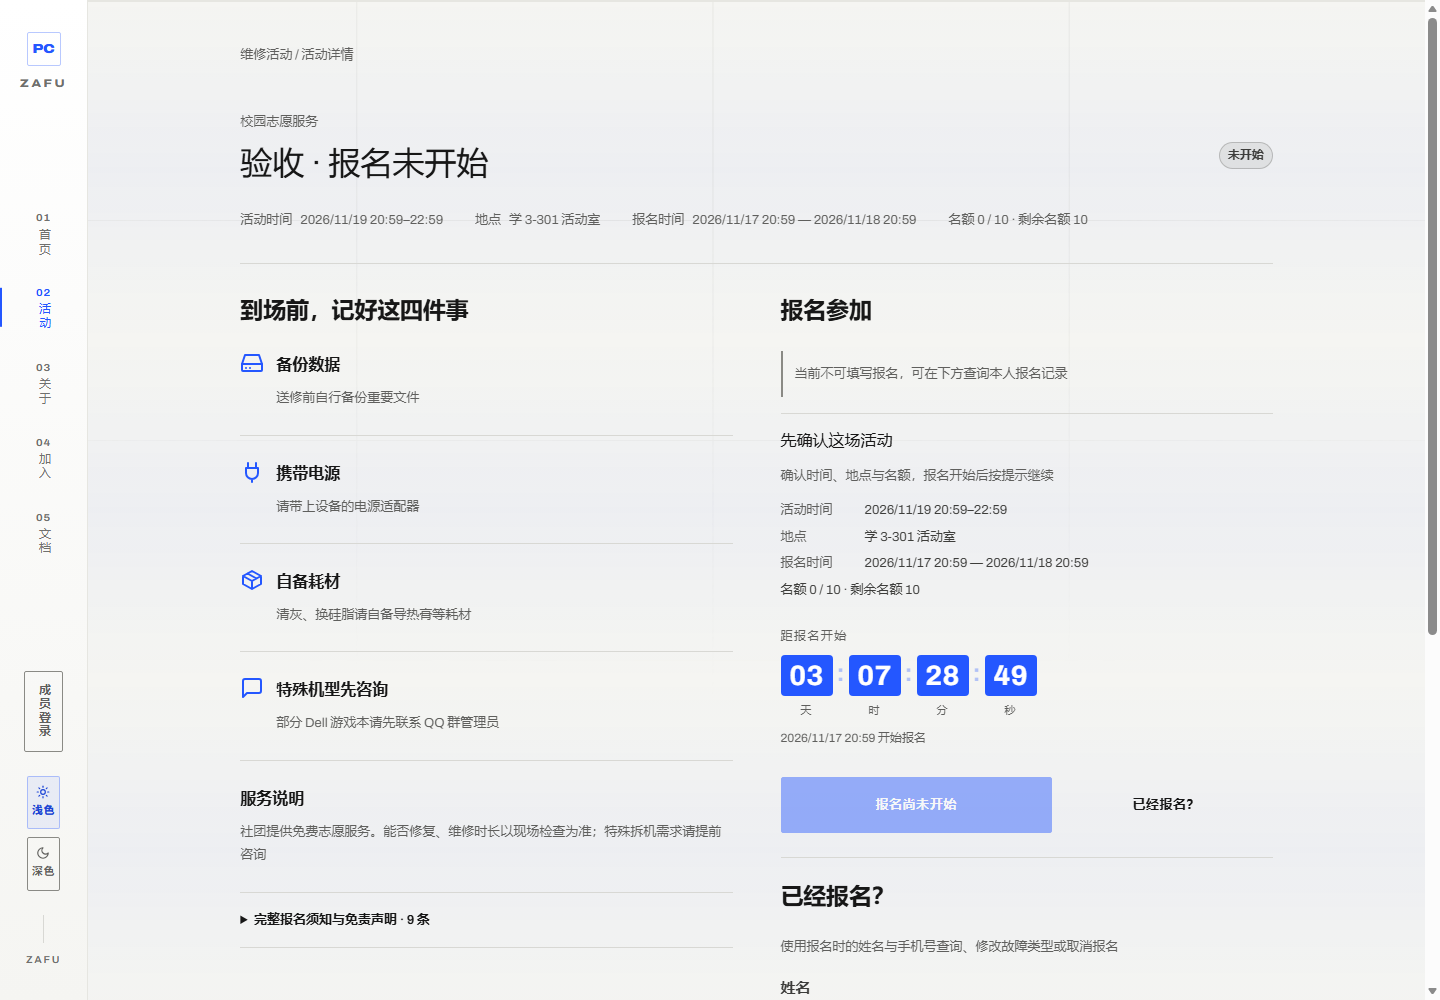 PC
ZAFU
01
首页
02
活动
03
关于
04
加入
05
文档
成员登录
浅色
深色
ZAFU
维修活动 / 活动详情
校园志愿服务
验收 · 报名未开始
未开始
活动时间 2026/11/19 20:59–22:59 地点 学 3-301 活动室 报名时间 2026/11/17 20:59 — 2026/11/18 20:59 名额 0 / 10 · 剩余名额 10
到场前，记好这四件事
备份数据
送修前自行备份重要文件
携带电源
请带上设备的电源适配器
自备耗材
清灰、换硅脂请自备导热膏等耗材
特殊机型先咨询
部分 Dell 游戏本请先联系 QQ 群管理员
服务说明
社团提供免费志愿服务。能否修复、维修时长以现场检查为准；特殊拆机需求请提前
咨询
完整报名须知与免责声明 · 9 条
报名参加
当前不可填写报名，可在下方查询本人报名记录
先确认这场活动
确认时间、地点与名额，报名开始后按提示继续
活动时间 2026/11/19 20:59–22:59
地点 学 3-301 活动室
报名时间 2026/11/17 20:59 — 2026/11/18 20:59
名额 0 / 10 · 剩余名额 10
距报名开始
03 : 07 : 28 : 49
天 时 分 秒
2026/11/17 20:59 开始报名
报名尚未开始 已经报名？
已经报名？
使用报名时的姓名与手机号查询、修改故障类型或取消报名
姓名